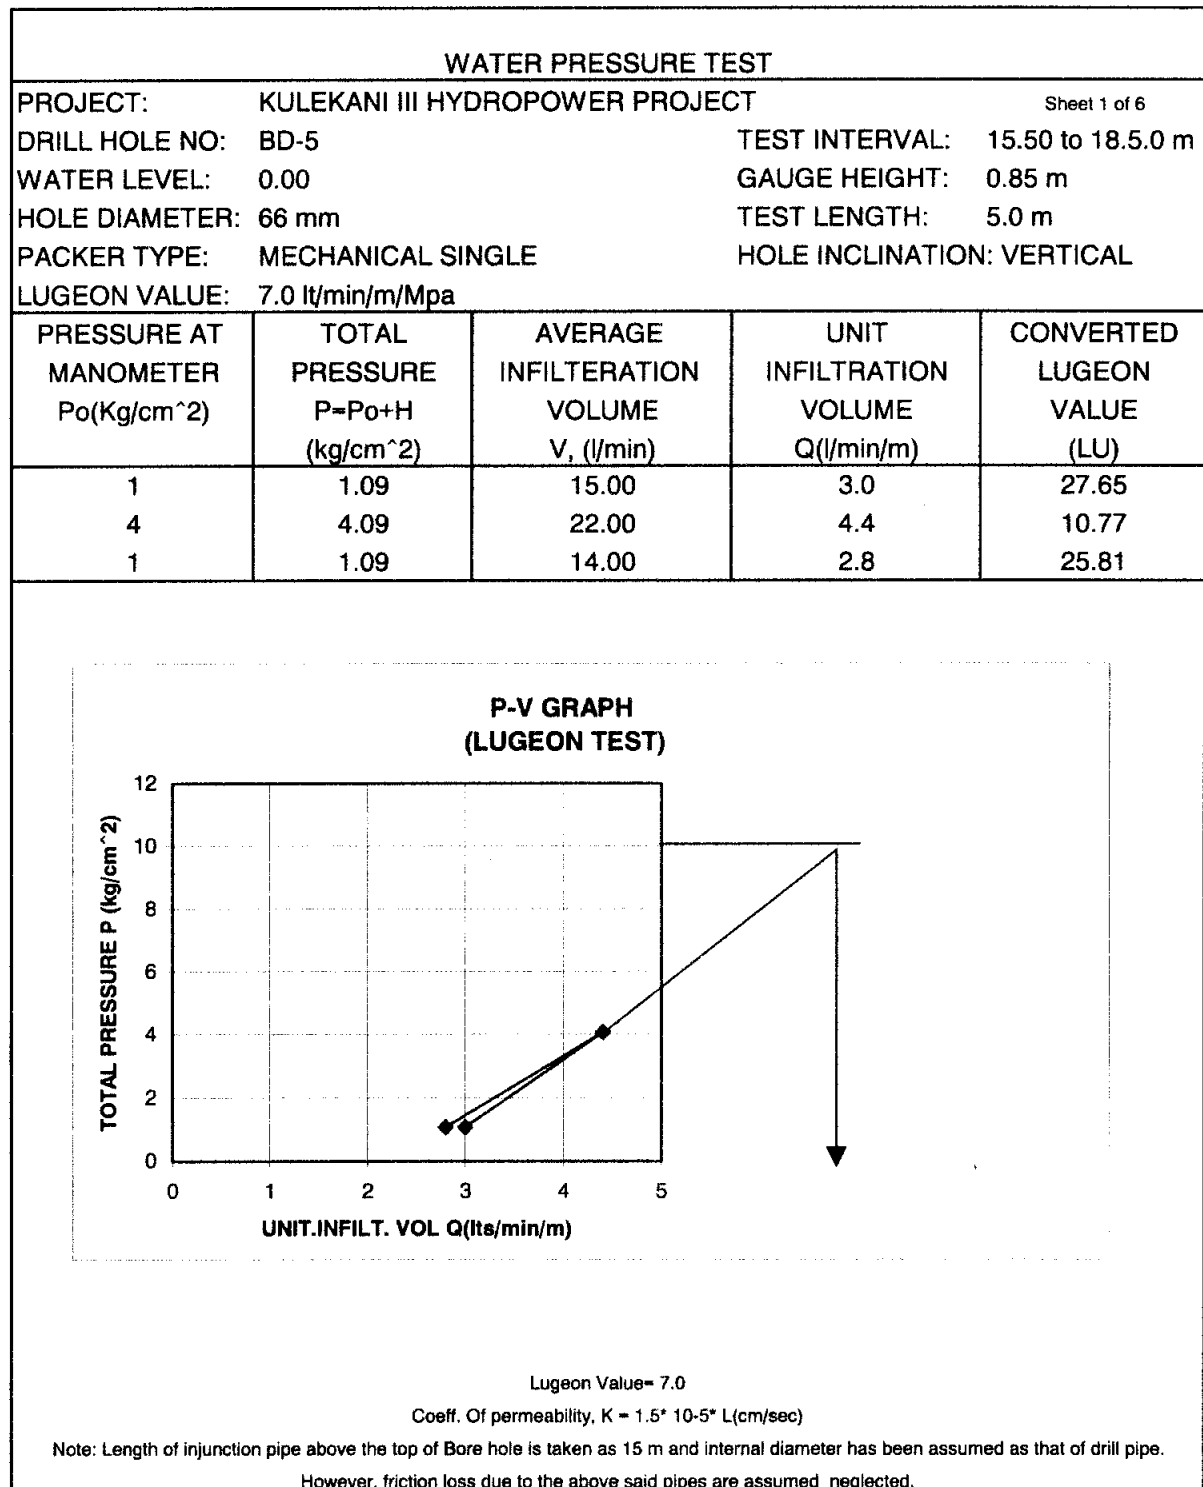 WATER PRESSURE TEST
PROJECT: KULEKANI III HYDROPOWER PROJECT Sheet 1 of 6
DRILL HOLE NO: BD-5 TEST INTERVAL: 15.50 to 18.5.0 m
WATER LEVEL: 0.00 GAUGE HEIGHT: 0.85 m
HOLE DIAMETER: 66 mm TEST LENGTH: 5.0 m
PACKER TYPE: MECHANICAL SINGLE HOLE INCLINATION: VERTICAL
LUGEON VALUE: 7.0 lt/min/m/Mpa
PRESSURE AT TOTAL AVERAGE UNIT CONVERTED
MANOMETER PRESSURE INFILTERATION INFILTRATION LUGEON
Po(Kg/cm^2) P=Po+H VOLUME VOLUME VALUE
(kg/cm^2) V, (l/min) Q(l/min/m) (LU)
1 1.09 15.00 3.0 27.65
4 4.09 22.00 4.4 10.77
1 1.09 14.00 2.8 25.81
P-V GRAPH
(LUGEON TEST)
TOTAL PRESSURE P (kg/cm^2)
12
10
8
6
4
2
0
0 1 2 3 4 5
UNIT.INFILT. VOL Q(lts/min/m)
Lugeon Value= 7.0
Coeff. Of permeability, K = 1.5* 10-5* L(cm/sec)
Note: Length of injunction pipe above the top of Bore hole is taken as 15 m and internal diameter has been assumed as that of drill pipe.
However, friction loss due to the above said pipes are assumed neglected.